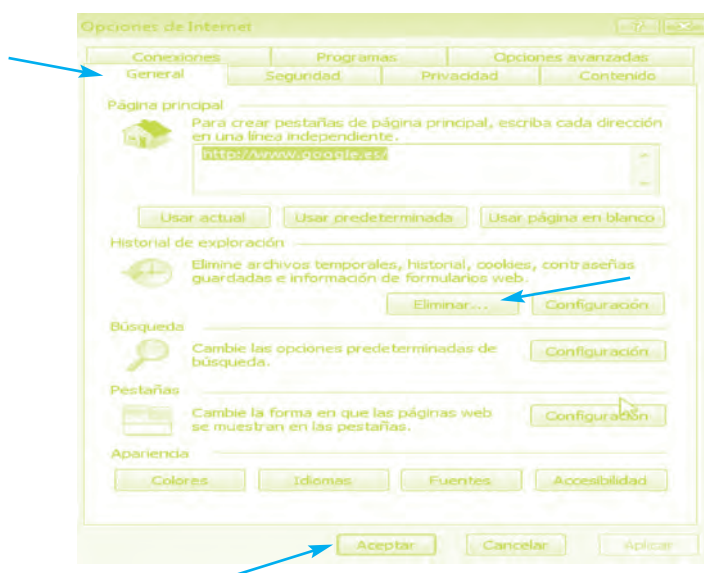 Opciones de Internet
Conexiones Programas Opciones avanzadas
General Seguridad Privacidad Contenido
Página principal
Para crear pestañas de página principal, escriba cada dirección
en una línea independiente.
http://www.google.es/
Usar actual Usar predeterminada Usar página en blanco
Historial de exploración
Elimine archivos temporales, historial, cookies, contraseñas
guardadas e información de formularios web.
Eliminar... Configuración
Búsqueda
Cambie las opciones predeterminadas de
búsqueda.
Configuración
Pestañas
Cambie la forma en que las páginas web
se muestran en las pestañas.
Configuración
Apariencia
Colores Idiomas Fuentes Accesibilidad
Aceptar Cancelar Aplicar